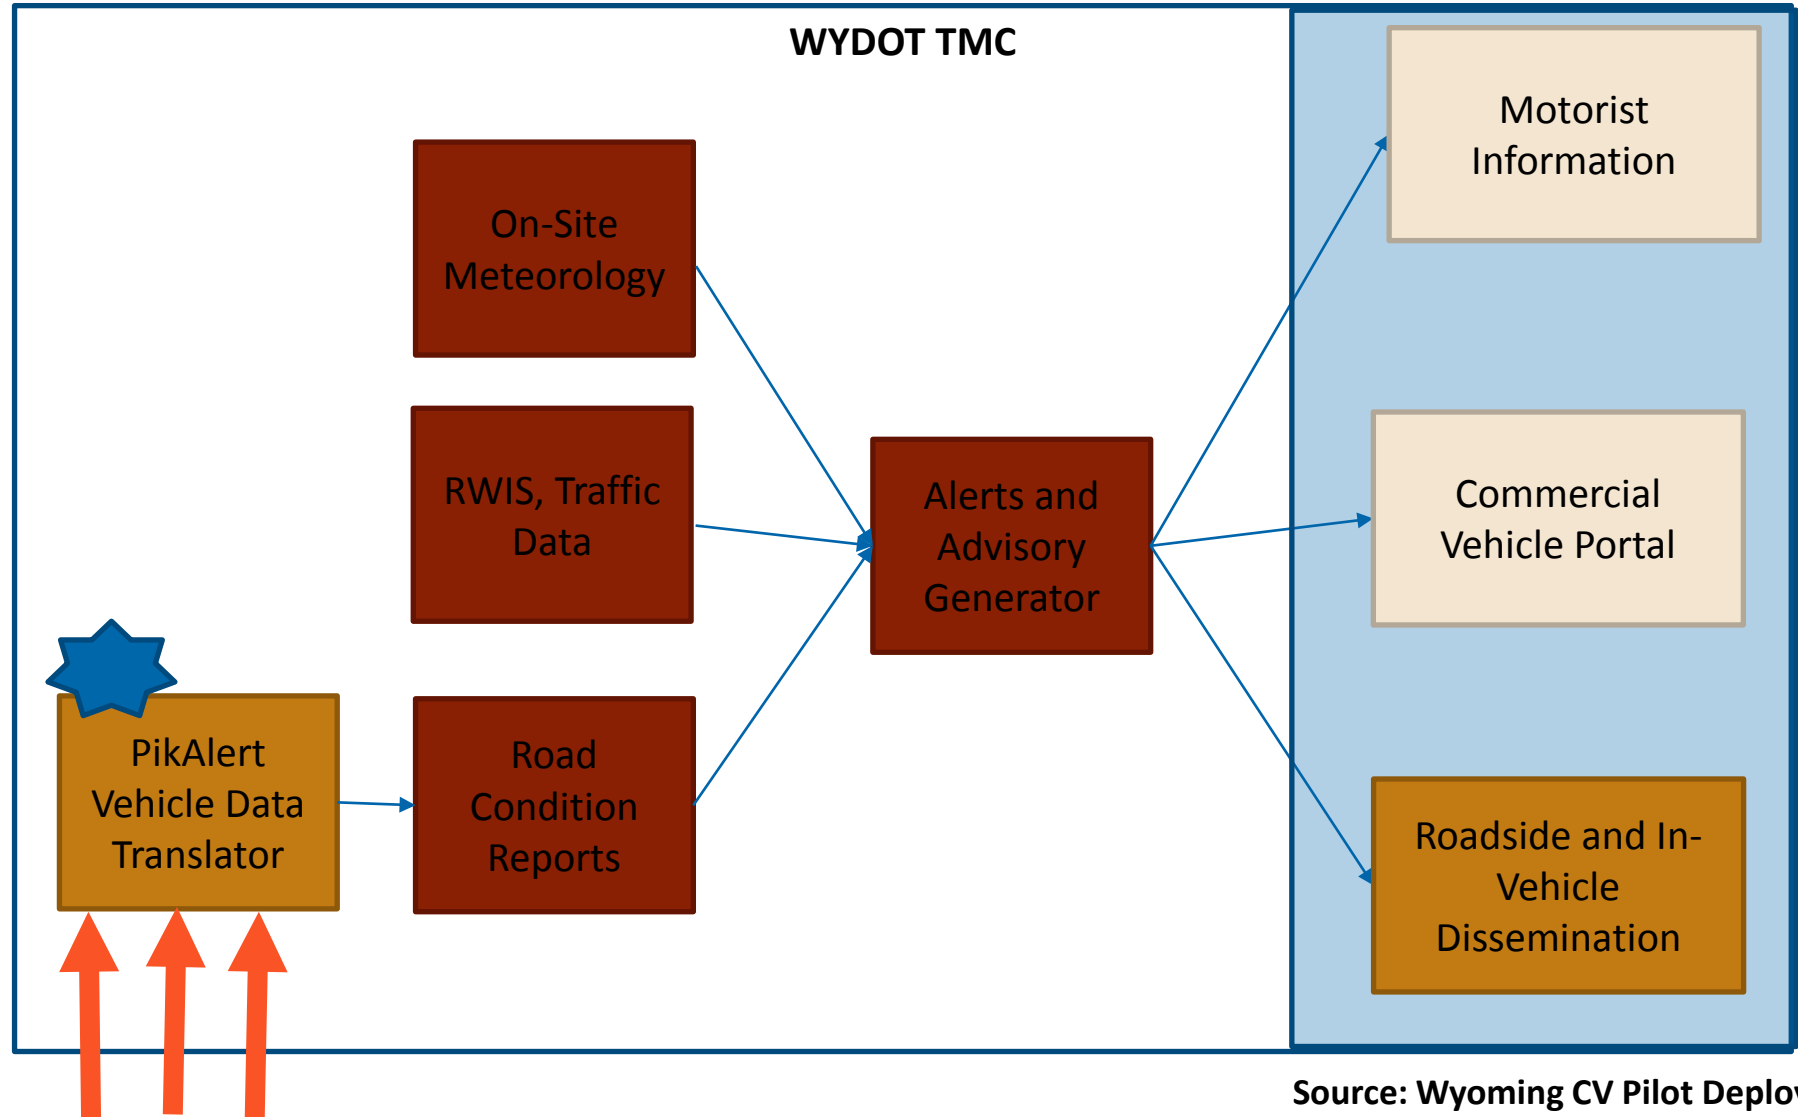 WYDOT TMC
Motorist
Information
On-Site
Meteorology
RWIS, Traffic
Data
Alerts and
Advisory
Generator
Commercial
Vehicle Portal
PikAlert
Vehicle Data
Translator
Road
Condition
Reports
Roadside and In-
Vehicle
Dissemination
Source: Wyoming CV Pilot